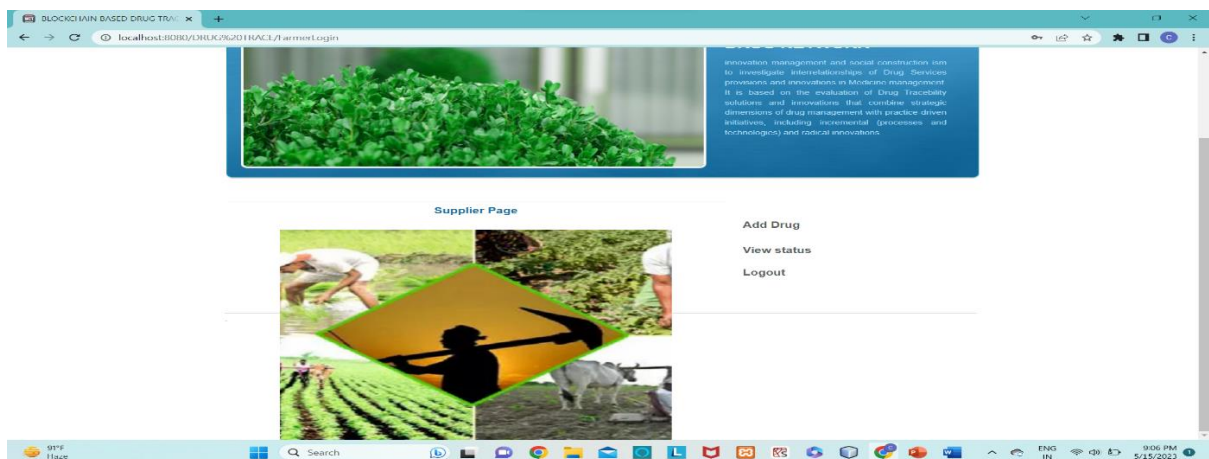 BLOCKCHAIN BASED DRUG TRAC
localhost:8080/DRUG%20TRACE/FarmerLogin
innovation management and social construction ism
to investigate interrelationships of Drug Services
provisions and innovations in Medicine management.
It is based on the evaluation of Drug Tracebility
solutions and innovations that combine strategic
dimensions of drug management with practice driven
initiatives, including incremental (processes and
technologies) and radical innovations.
Supplier Page
Add Drug
View status
Logout
91°F
Haze
Search
ENG
IN
9:06 PM
5/15/2023